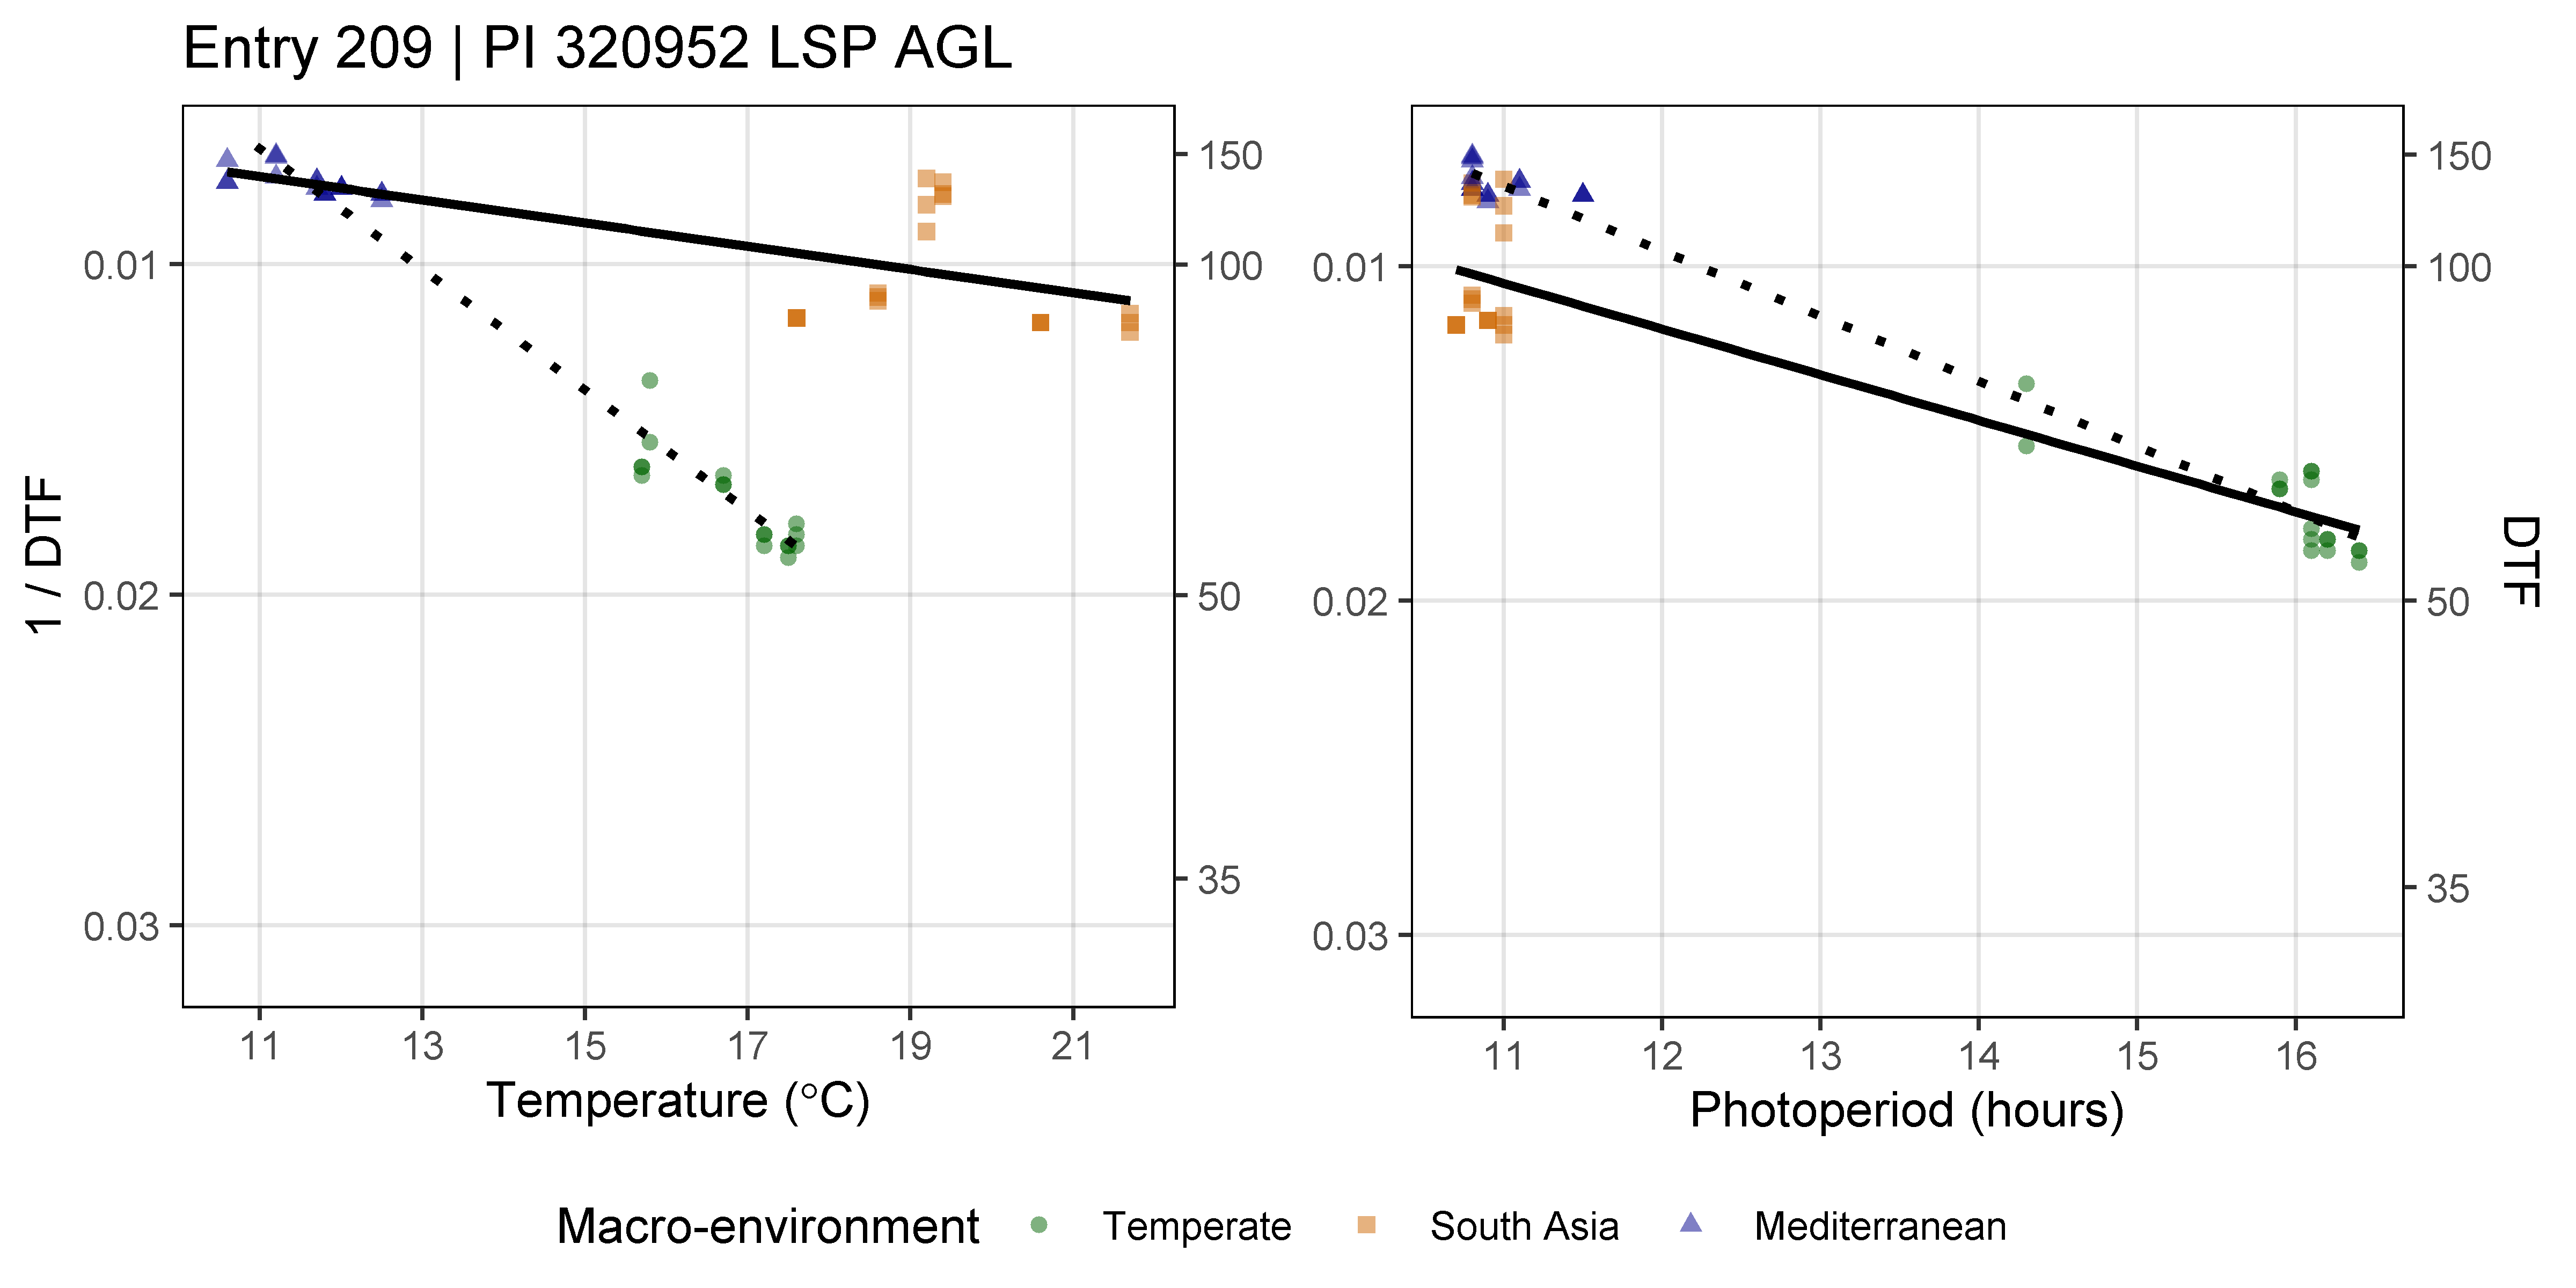 Entry 209 | PI 320952 LSP AGL
1 / DTF
0.01
0.02
0.03
150
100
50
35
11 13 15 17 19 21
Temperature (°C)
0.01
0.02
0.03
150
100
50
35
DTF
11 12 13 14 15 16
Photoperiod (hours)
Macro-environment Temperate South Asia Mediterranean